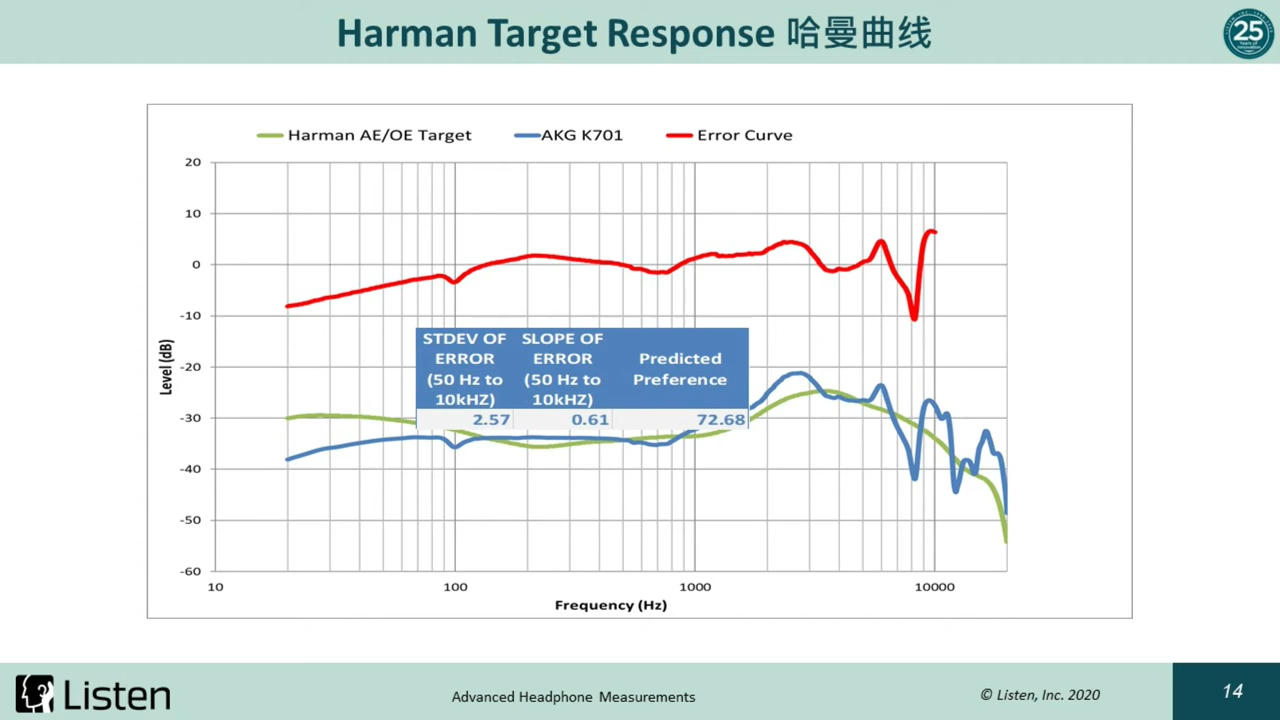 Harman Target Response 哈曼曲线
25
Years of
Innovation
Harman AE/OE Target
AKG K701
Error Curve
20
10
0
-10
-20
-30
-40
-50
-60
Level (dB)
STDEV OF
ERROR
(50 Hz to
10kHZ)
SLOPE OF
ERROR
(50 Hz to
10kHZ)
Predicted
Preference
2.57
0.61
72.68
10
100
1000
10000
Frequency (Hz)
Listen
Advanced Headphone Measurements
© Listen, Inc. 2020
14